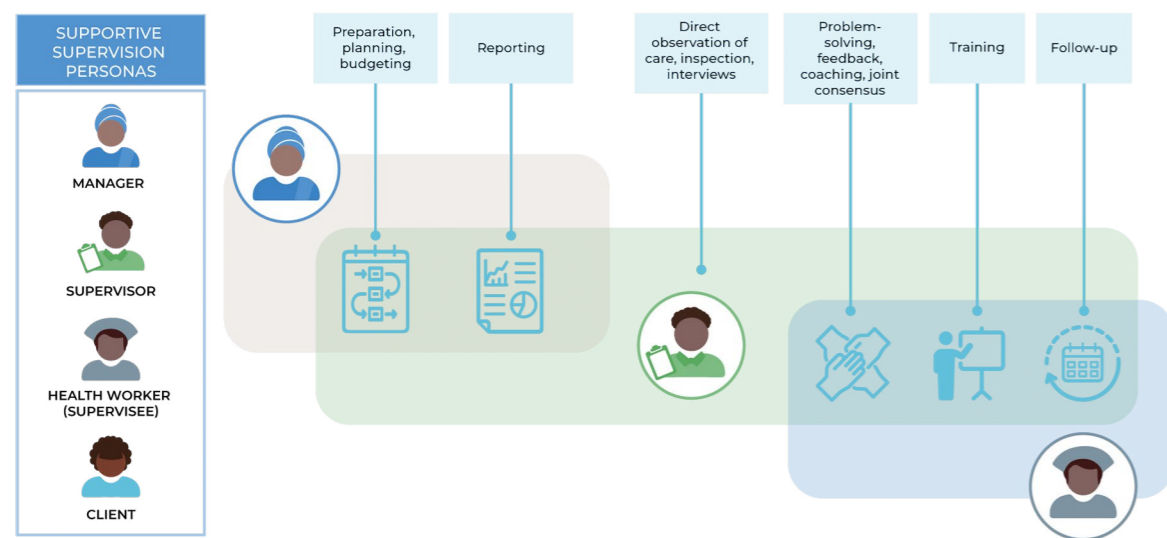 SUPPORTIVE
SUPERVISION
PERSONAS
MANAGER
SUPERVISOR
HEALTH WORKER
(SUPERVISEE)
CLIENT
Preparation,
planning,
budgeting
Reporting
Direct
observation of
care, inspection,
interviews
Problem-
solving,
feedback,
coaching, joint
consensus
Training
Follow-up